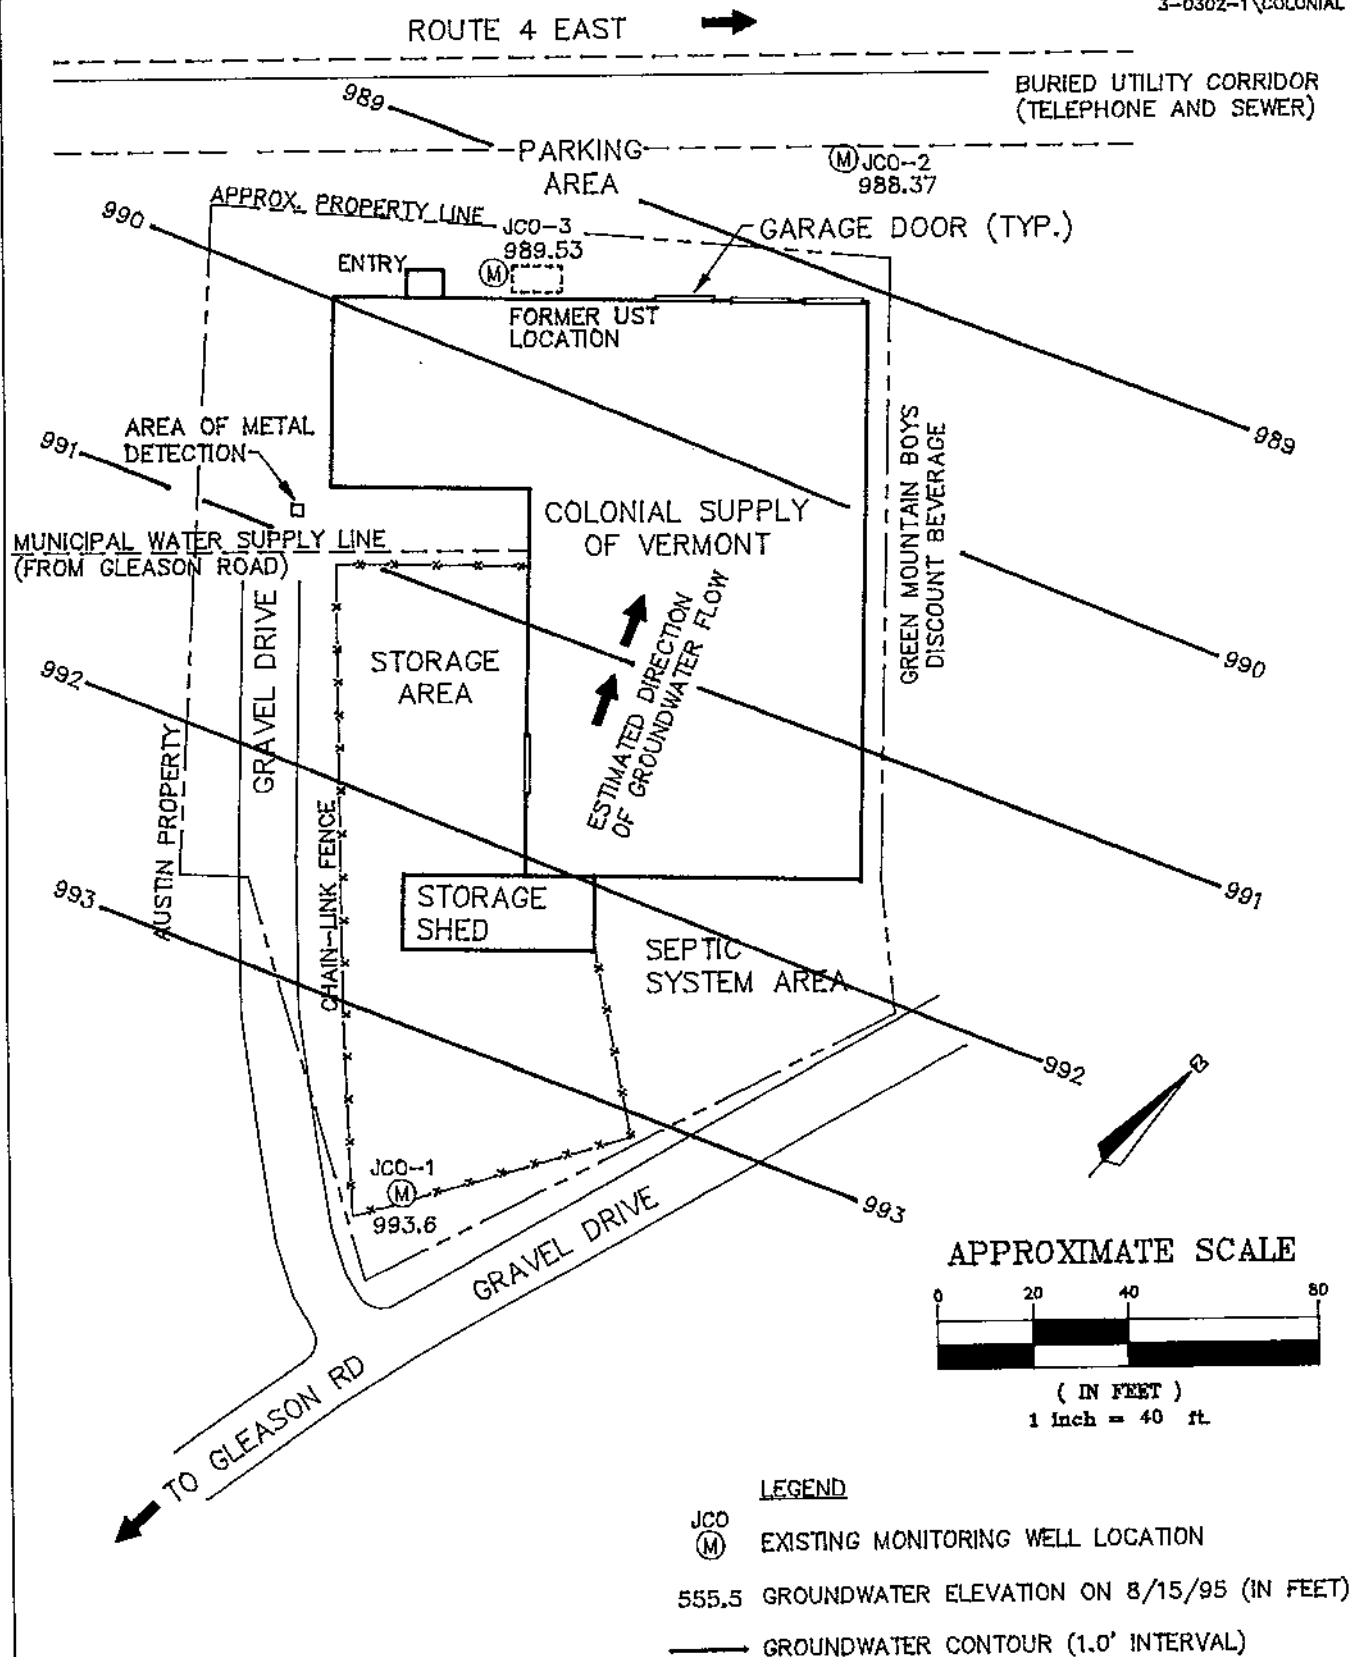 3-0302-1\COLONIAL
ROUTE 4 EAST
BURIED UTILITY CORRIDOR
(TELEPHONE AND SEWER)
989
PARKING
AREA
M JCO-2
988.37
APPROX. PROPERTY LINE
990
JCO-3
989.53
M
GARAGE DOOR (TYP.)
ENTRY
FORMER UST
LOCATION
989
991
AREA OF METAL
DETECTION
COLONIAL SUPPLY
OF VERMONT
GREEN MOUNTAIN BOYS
DISCOUNT BEVERAGE
MUNICIPAL WATER SUPPLY LINE
(FROM GLEASON ROAD)
GRAVEL DRIVE
ESTIMATED DIRECTION
OF GROUNDWATER FLOW
990
992
STORAGE
AREA
AUSTIN PROPERTY
CHAIN-LINK FENCE
993
STORAGE
SHED
991
SEPTIC
SYSTEM AREA
992
N
JCO-1
M
993.6
993
GRAVEL DRIVE
TO GLEASON RD
APPROXIMATE SCALE
0 20 40 80
( IN FEET )
1 inch = 40 ft.
LEGEND
JCO
M EXISTING MONITORING WELL LOCATION
555.5 GROUNDWATER ELEVATION ON 8/15/95 (IN FEET)
GROUNDWATER CONTOUR (1.0' INTERVAL)